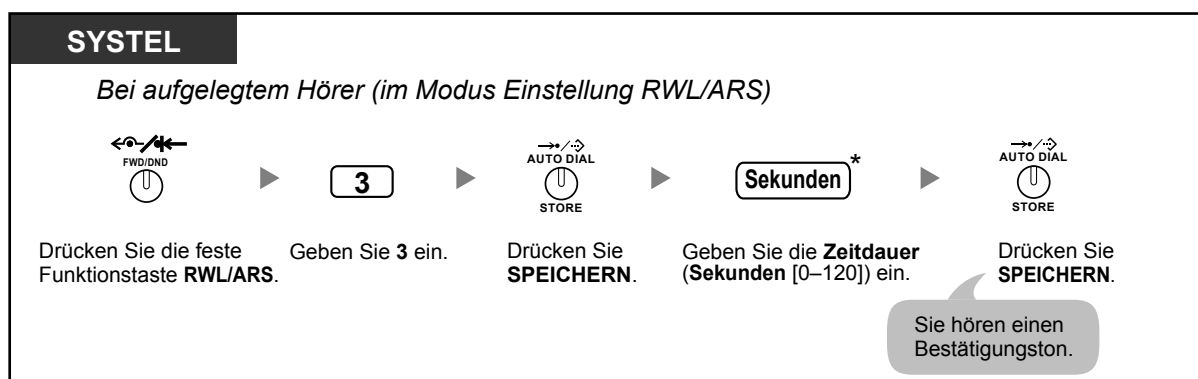 SYSTEL
Bei aufgelegtem Hörer (im Modus Einstellung RWL/ARS)
FWD/DND
3
AUTO DIAL
STORE
Sekunden*
AUTO DIAL
STORE
Drücken Sie die feste
Funktionstaste RWL/ARS.
Geben Sie 3 ein.
Drücken Sie
SPEICHERN.
Geben Sie die Zeitdauer
(Sekunden [0–120]) ein.
Drücken Sie
SPEICHERN.
Sie hören einen
Bestätigungston.